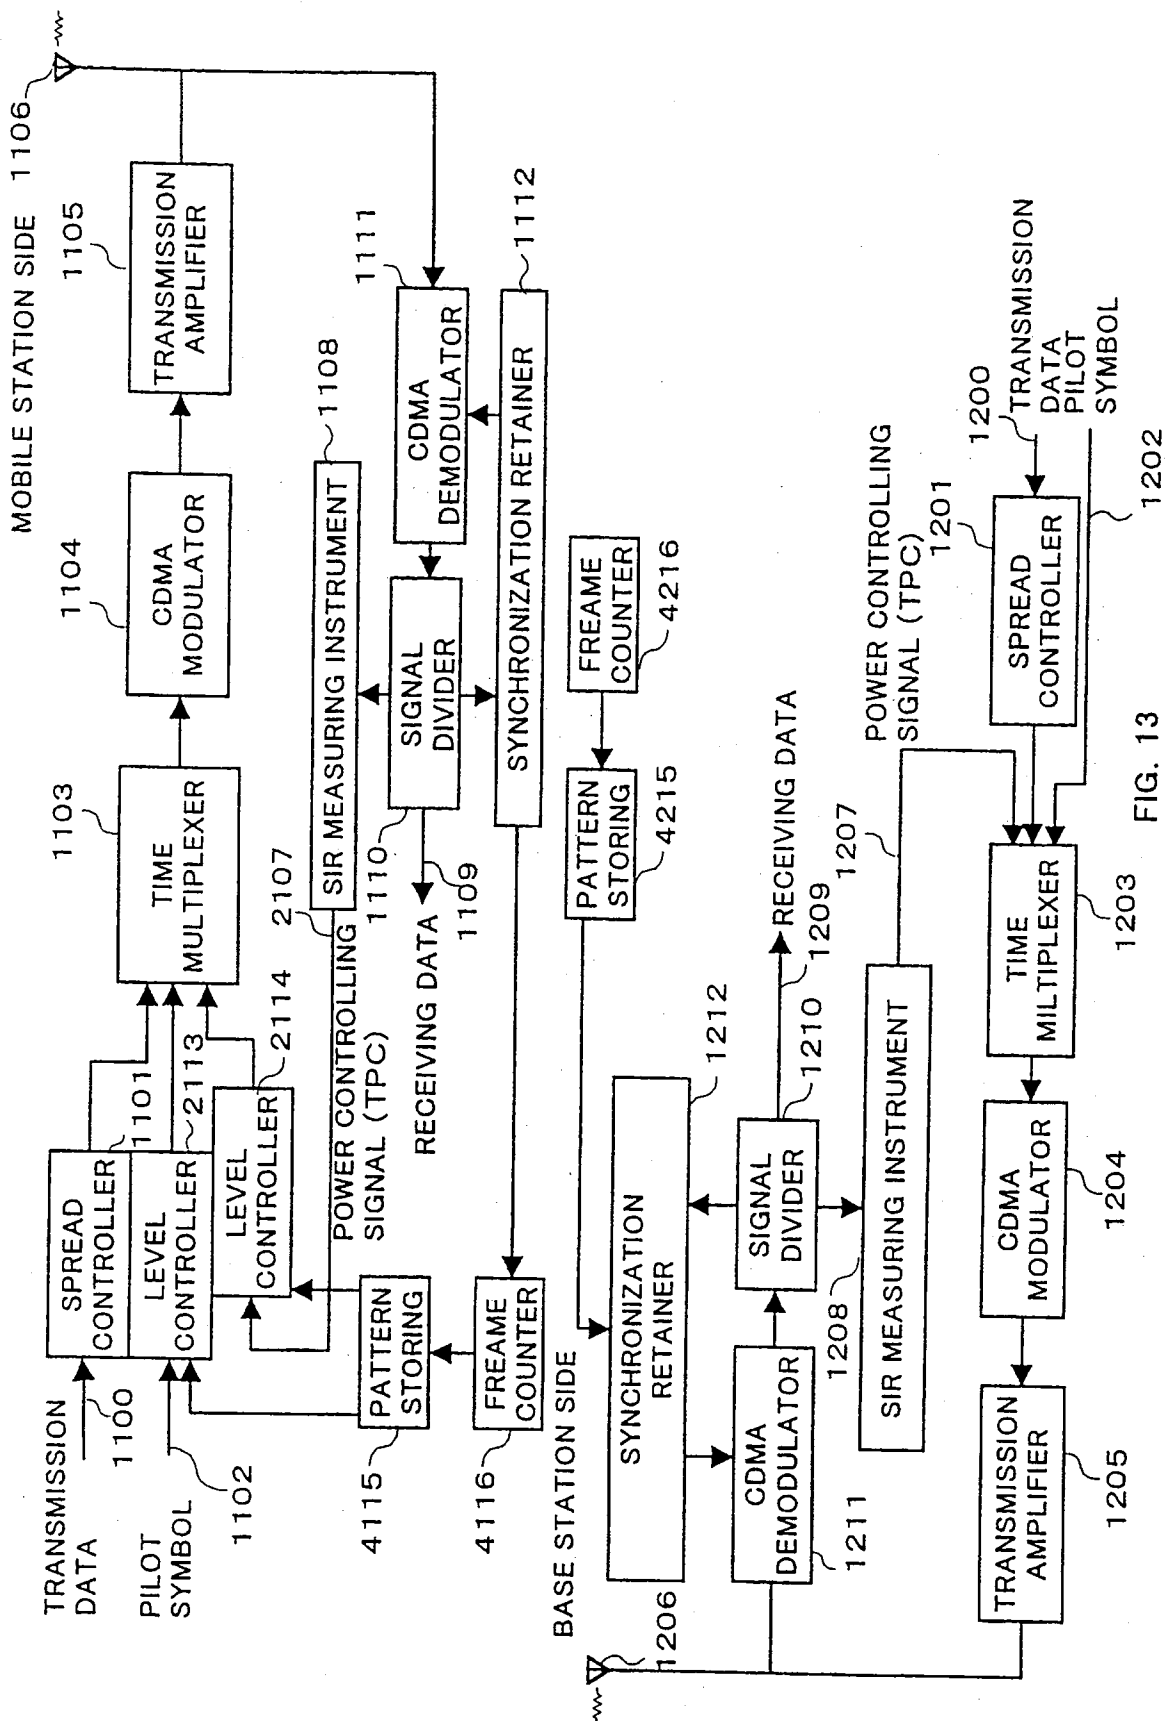 MOBILE STATION SIDE
1106
TRANSMISSION
DATA
1100
PILOT
SYMBOL
1102
SPREAD
CONTROLLER
1101
LEVEL
CONTROLLER
2113
LEVEL
CONTROLLER
2114
TIME
MULTIPLEXER
1103
CDMA
MODULATOR
1104
TRANSMISSION
AMPLIFIER
1105
POWER CONTROLLING
SIGNAL (TPC)
2107
SIR MEASURING INSTRUMENT
1108
RECEIVING DATA
1109
SIGNAL
DIVIDER
1110
CDMA
DEMODULATOR
1111
SYNCHRONIZATION RETAINER
1112
PATTERN
STORING
4115
FREAME
COUNTER
4116
BASE STATION SIDE
1206
PATTERN
STORING
4215
FREAME
COUNTER
4216
SYNCHRONIZATION
RETAINER
1212
CDMA
DEMODULATOR
1211
SIGNAL
DIVIDER
1210
RECEIVING DATA
1209
SIR MEASURING INSTRUMENT
1208
1207
POWER CONTROLLING
SIGNAL (TPC)
TRANSMISSION
AMPLIFIER
1205
CDMA
MODULATOR
1204
TIME
MILTIPLEXER
1203
SPREAD
CONTROLLER
1201
1200
TRANSMISSION
DATA
PILOT
SYMBOL
1202
FIG. 13